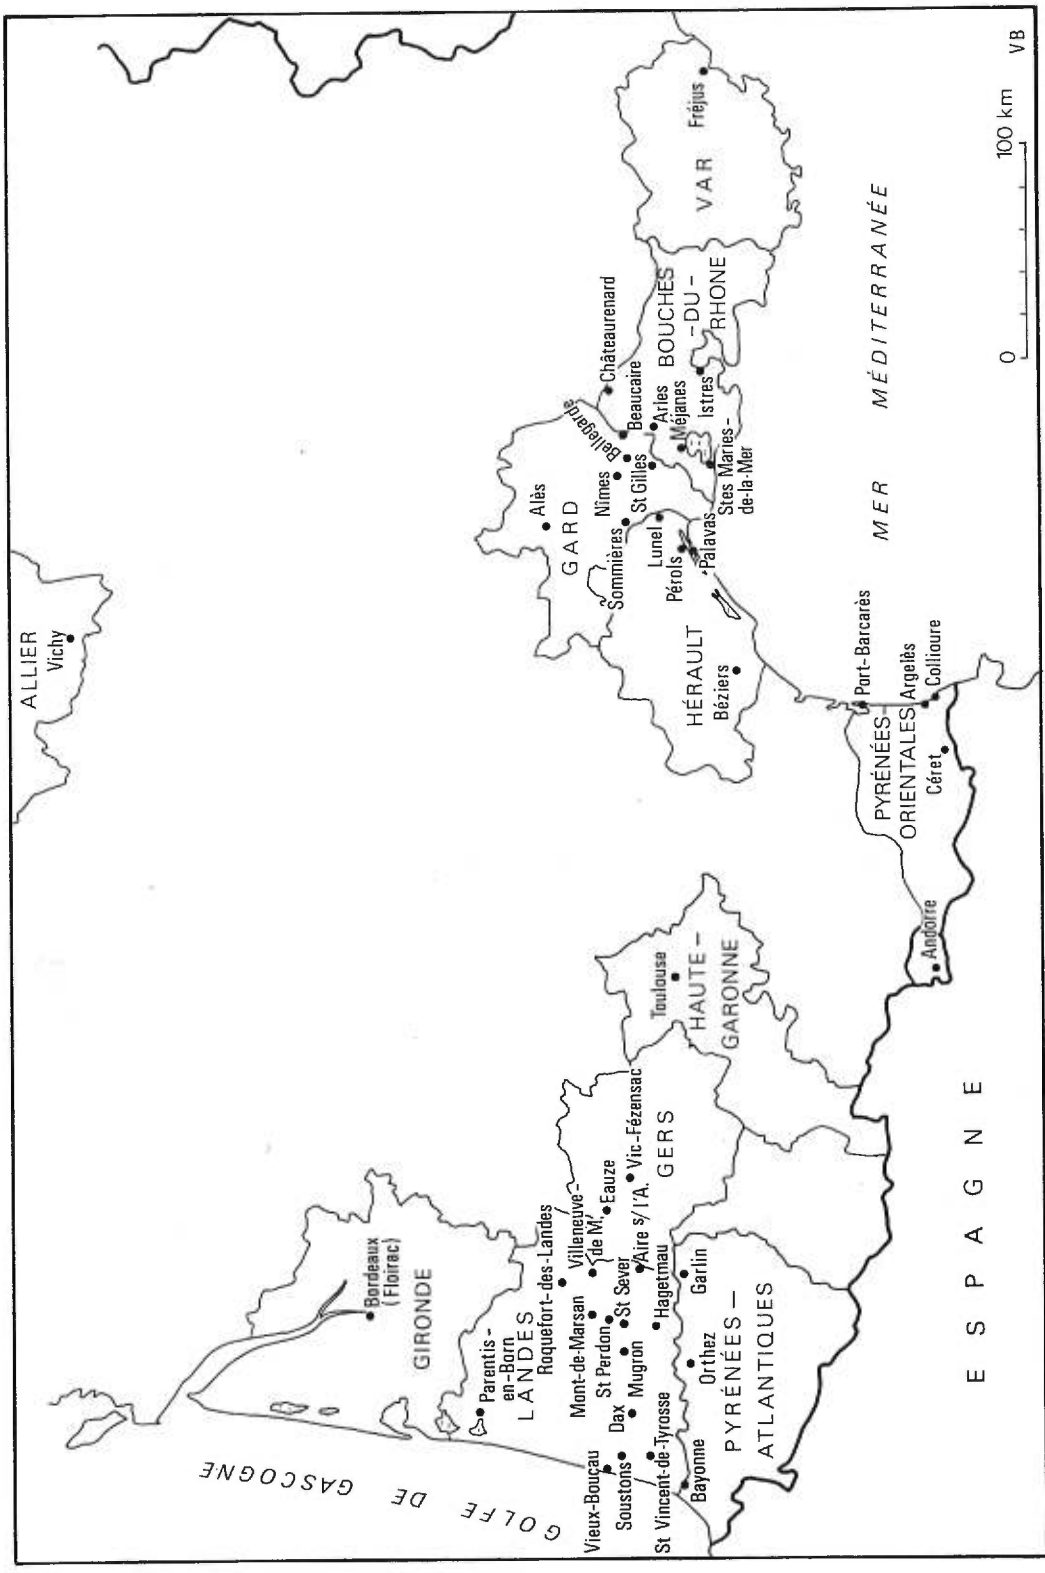 ALLIER
Vichy
GOLFE DE GASCOGNE
Bordeaux
(Floirac)
GIRONDE
Parentis-
en-Born
LANDES
Roquefort-des-Landes
Villeneuve-
de M.
Mont-de-Marsan
St Perdon
St Sever
Mugron
Dax
Vieux-Boucau
Soustons
St Vincent-de-Tyrosse
Bayonne
Hagetmau
Aire s/ l'A.
Eauze
Vic-Fézensac
GERS
Garlin
Orthez
PYRÉNÉES-
ATLANTIQUES
Toulouse
HAUTE-
GARONNE
Andorre
ESPAGNE
PYRÉNÉES-
ORIENTALES
Céret
Port-Barcarès
Argelès
Collioure
HÉRAULT
Béziers
GARD
Alès
Nîmes
Sommières
Lunel
Pérols
Palavas
Bellegarde
St Gilles
Beaucaire
Châteaurenard
Arles
Méjanes
Istres
Stes Maries-
de-la-Mer
BOUCHES
-DU-
RHONE
VAR
Fréjus
MER MÉDITERRANÉE
0 100 km
VB